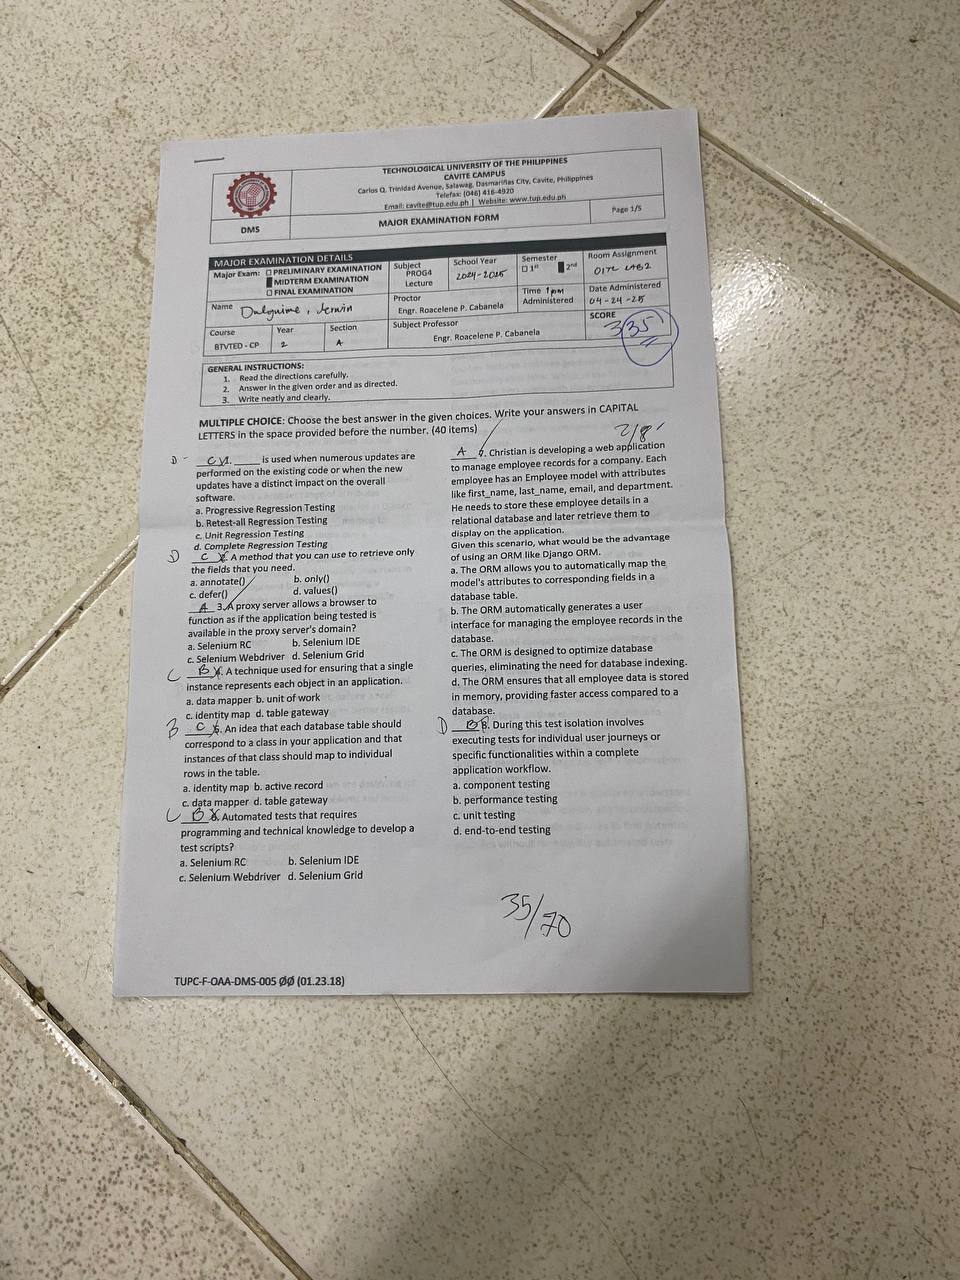 TECHNOLOGICAL UNIVERSITY OF THE PHILIPPINES
CAVITE CAMPUS
Carlos Q. Trinidad Avenue, Salawag, Dasmariñas City, Cavite, Philippines
Telefax: (046) 416-4920
Email: cavite@tup.edu.ph | Website: www.tup.edu.ph
DMS
MAJOR EXAMINATION FORM
Page 1/5
MAJOR EXAMINATION DETAILS
Major Exam: PRELIMINARY EXAMINATION
MIDTERM EXAMINATION
FINAL EXAMINATION
Subject
PROG4
Lecture
School Year
2024-2025
Semester
1st 2nd
Room Assignment
Name
Proctor
Engr. Roacelene P. Cabanela
Time 1pm
Administered
Date Administered
04-24-25
Course
BTVTED - CP
Year
2
Section
A
Subject Professor
Engr. Roacelene P. Cabanela
SCORE
35
GENERAL INSTRUCTIONS:
1. Read the directions carefully.
2. Answer in the given order and as directed.
3. Write neatly and clearly.
MULTIPLE CHOICE: Choose the best answer in the given choices. Write your answers in CAPITAL
LETTERS in the space provided before the number. (40 items)
D - C 1. ____ is used when numerous updates are
performed on the existing code or when the new
updates have a distinct impact on the overall
software.
a. Progressive Regression Testing
b. Retest-all Regression Testing
c. Unit Regression Testing
d. Complete Regression Testing
D C 2. A method that you can use to retrieve only
the fields that you need.
a. annotate() b. only()
c. defer() d. values()
A 3. A proxy server allows a browser to
function as if the application being tested is
available in the proxy server's domain?
a. Selenium RC b. Selenium IDE
c. Selenium Webdriver d. Selenium Grid
C B 4. A technique used for ensuring that a single
instance represents each object in an application.
a. data mapper b. unit of work
c. identity map d. table gateway
B C 5. An idea that each database table should
correspond to a class in your application and that
instances of that class should map to individual
rows in the table.
a. identity map b. active record
c. data mapper d. table gateway
C B 6. Automated tests that requires
programming and technical knowledge to develop a
test scripts?
a. Selenium RC b. Selenium IDE
c. Selenium Webdriver d. Selenium Grid
2/8
A 7. Christian is developing a web application
to manage employee records for a company. Each
employee has an Employee model with attributes
like first_name, last_name, email, and department.
He needs to store these employee details in a
relational database and later retrieve them to
display on the application.
Given this scenario, what would be the advantage
of using an ORM like Django ORM.
a. The ORM allows you to automatically map the
model's attributes to corresponding fields in a
database table.
b. The ORM automatically generates a user
interface for managing the employee records in the
database.
c. The ORM is designed to optimize database
queries, eliminating the need for database indexing.
d. The ORM ensures that all employee data is stored
in memory, providing faster access compared to a
database.
D B 8. During this test isolation involves
executing tests for individual user journeys or
specific functionalities within a complete
application workflow.
a. component testing
b. performance testing
c. unit testing
d. end-to-end testing
35/70
TUPC-F-OAA-DMS-005 ØØ (01.23.18)